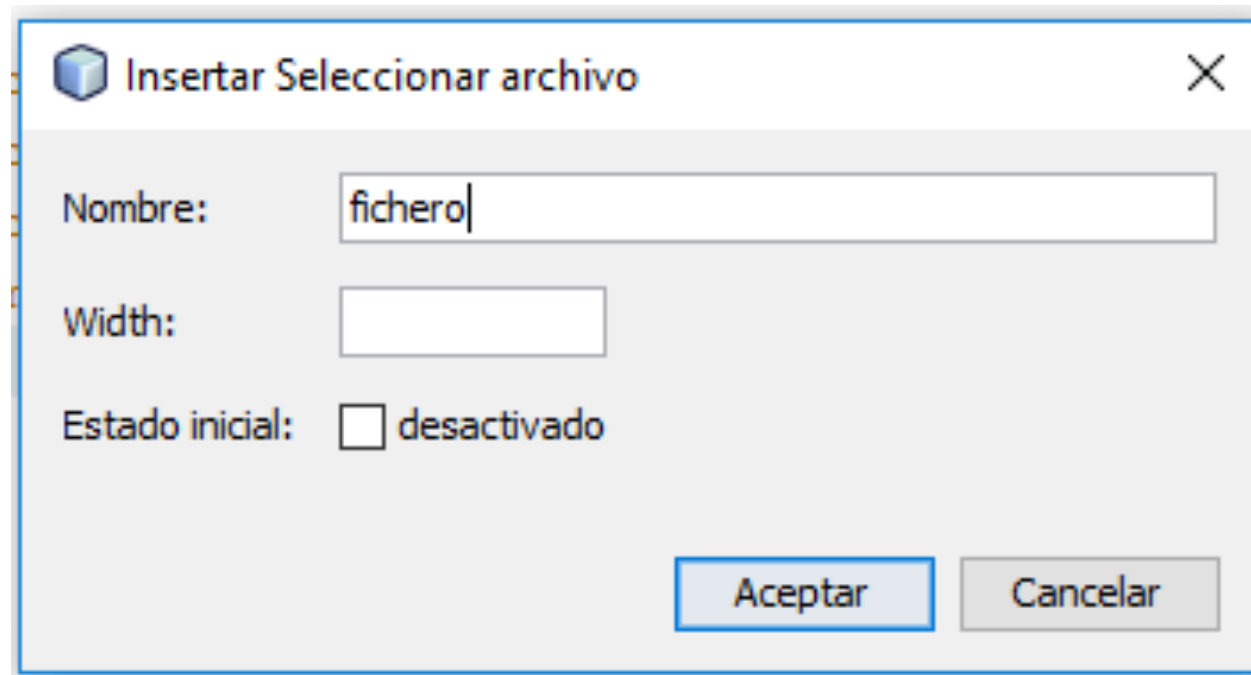 Insertar Seleccionar archivo
Nombre: fichero
Width:
Estado inicial: desactivado
Aceptar Cancelar